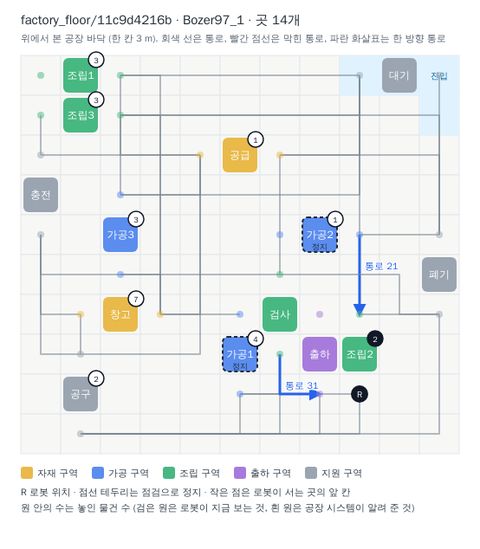 factory_floor/11c9d4216b · Bozer97_1 · 곳 14개
위에서 본 공장 바닥 (한 칸 3 m). 회색 선은 통로, 빨간 점선은 막힌 통로, 파란 화살표는 한 방향 통로
조립1
3
대기
진입
조립3
3
공급
1
충전
가공3
3
가공2
정지
1
통로 21
폐기
창고
7
검사
가공1
정지
4
출하
조립2
2
공구
2
통로 31
R
자재 구역
가공 구역
조립 구역
출하 구역
지원 구역
R 로봇 위치 · 점선 테두리는 점검으로 정지 · 작은 점은 로봇이 서는 곳의 앞 칸
원 안의 수는 놓인 물건 수 (검은 원은 로봇이 지금 보는 것, 흰 원은 공장 시스템이 알려 준 것)